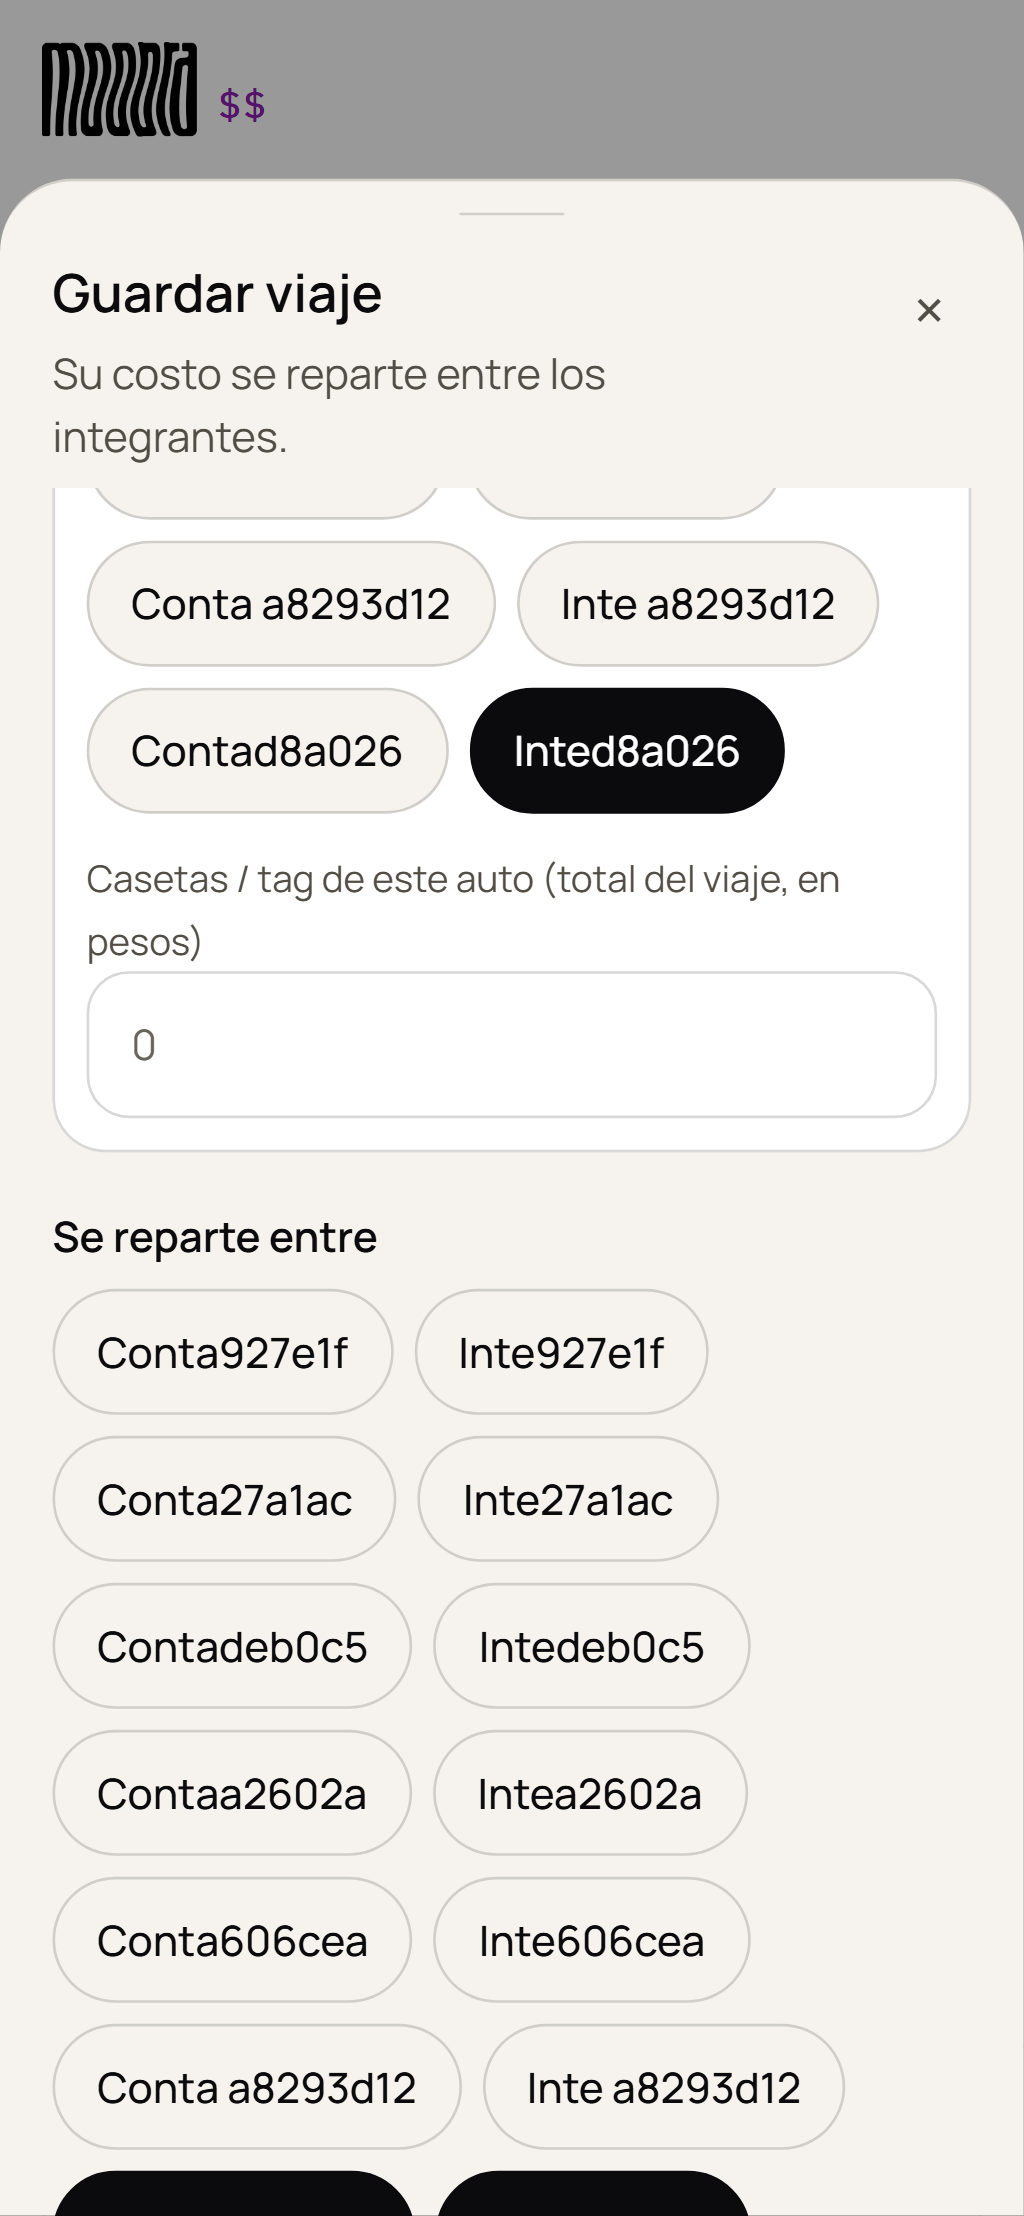 $$
Guardar viaje
×
Su costo se reparte entre los
integrantes.
Conta a8293d12 Inte a8293d12
Contad8a026 Inted8a026
Casetas / tag de este auto (total del viaje, en
pesos)
0
Se reparte entre
Conta927e1f Inte927e1f
Conta27a1ac Inte27a1ac
Contadeb0c5 Intedeb0c5
Contaa2602a Intea2602a
Conta606cea Inte606cea
Conta a8293d12 Inte a8293d12